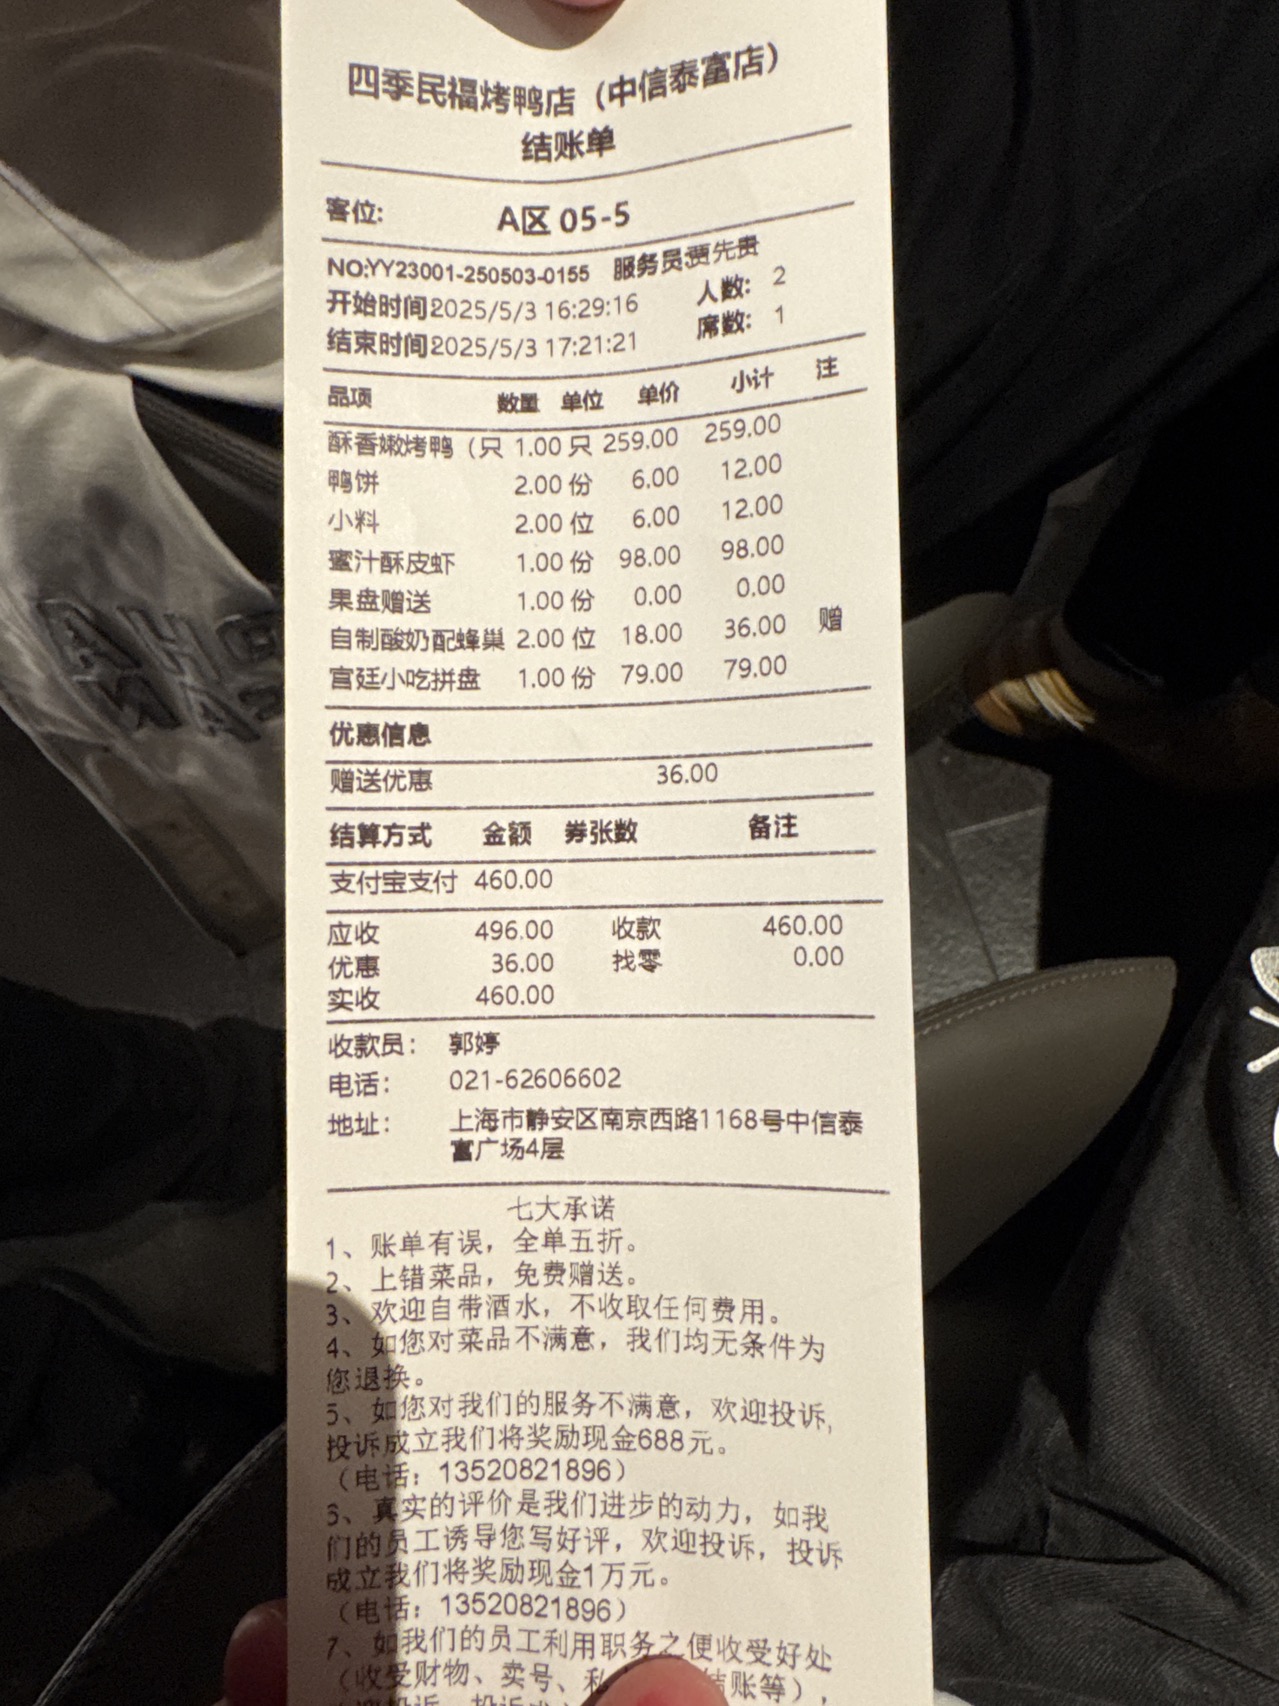 四季民福烤鸭店（中信泰富店）
结账单
客位: A区 05-5
NO:YY23001-250503-0155 服务员:贾先贵
开始时间2025/5/3 16:29:16 人数: 2
结束时间2025/5/3 17:21:21 席数: 1
品项 数量 单位 单价 小计 注
酥香嫩烤鸭（只 1.00 只 259.00 259.00
鸭饼 2.00 份 6.00 12.00
小料 2.00 位 6.00 12.00
蜜汁酥皮虾 1.00 份 98.00 98.00
果盘赠送 1.00 份 0.00 0.00
自制酸奶配蜂巢 2.00 位 18.00 36.00 赠
宫廷小吃拼盘 1.00 份 79.00 79.00
优惠信息
赠送优惠 36.00
结算方式 金额 券张数 备注
支付宝支付 460.00
应收 496.00 收款 460.00
优惠 36.00 找零 0.00
实收 460.00
收款员: 郭婷
电话: 021-62606602
地址: 上海市静安区南京西路1168号中信泰
富广场4层
七大承诺
1、账单有误，全单五折。
2、上错菜品，免费赠送。
3、欢迎自带酒水，不收取任何费用。
4、如您对菜品不满意，我们均无条件为
您退换。
5、如您对我们的服务不满意，欢迎投诉，
投诉成立我们将奖励现金688元。
（电话：13520821896）
6、真实的评价是我们进步的动力，如我
们的员工诱导您写好评，欢迎投诉，投诉
成立我们将奖励现金1万元。
（电话：13520821896）
7、如我们的员工利用职务之便收受好处
（收受财物、卖号、私 结账等），